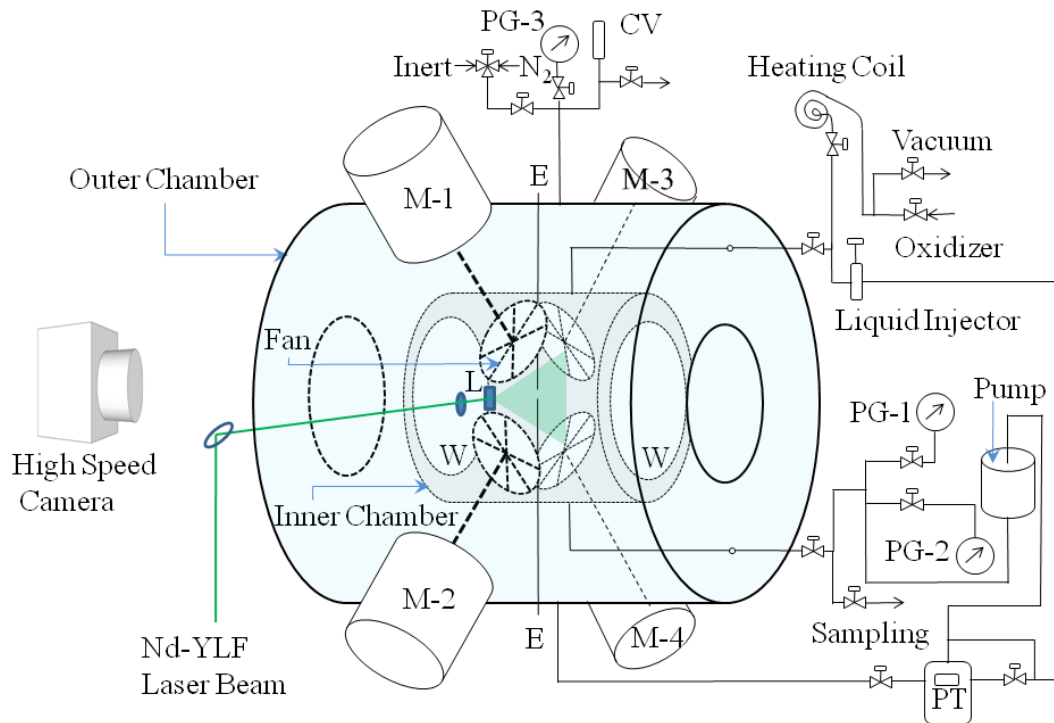 PG-3
CV
Inert
N2
Heating Coil
Vacuum
Oxidizer
Outer Chamber
M-1
E
M-3
Liquid Injector
Fan
L
W
W
Pump
PG-1
High Speed
Camera
Inner Chamber
PG-2
M-2
E
M-4
Sampling
Nd-YLF
Laser Beam
PT